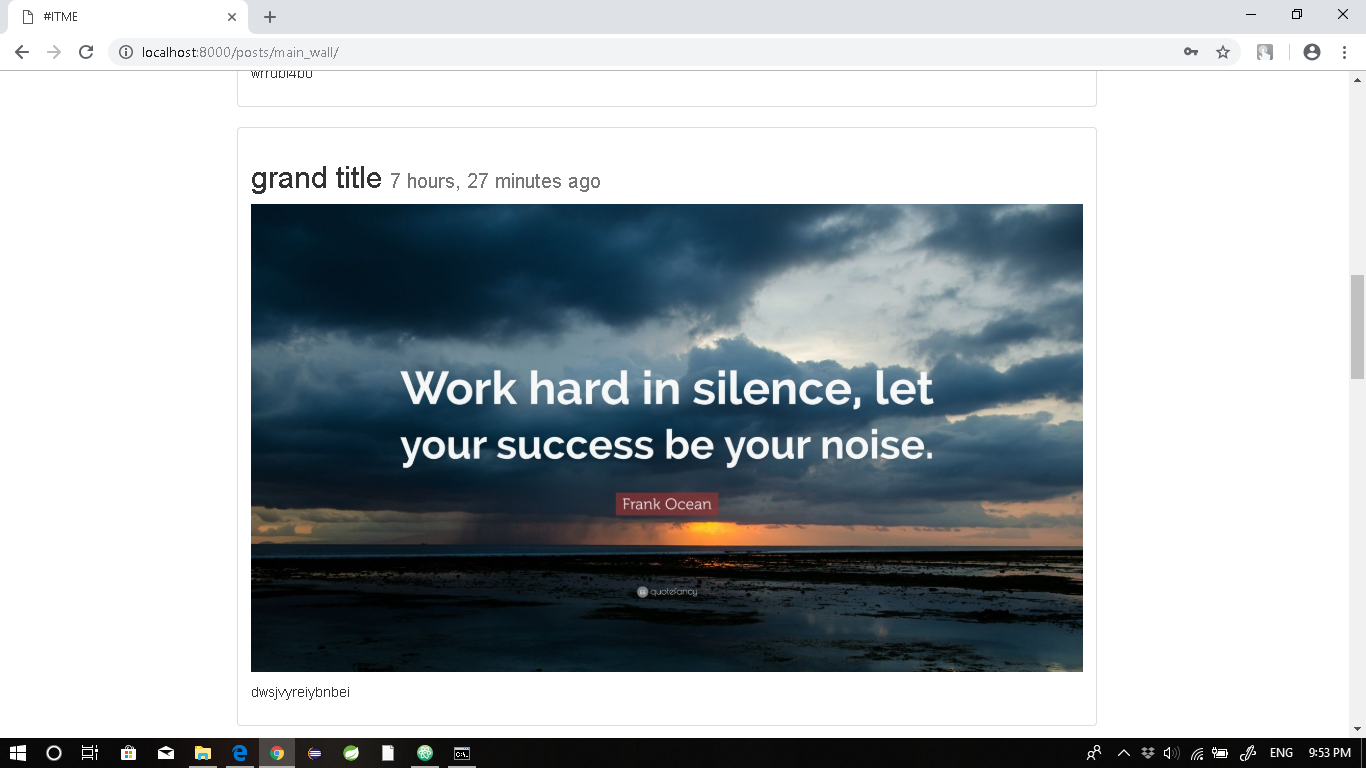 #ITME
localhost:8000/posts/main_wall/
grand title 7 hours, 27 minutes ago
Work hard in silence, let
your success be your noise.
Frank Ocean
quotefancy
dwsjvyreiybnbei
ENG 9:53 PM